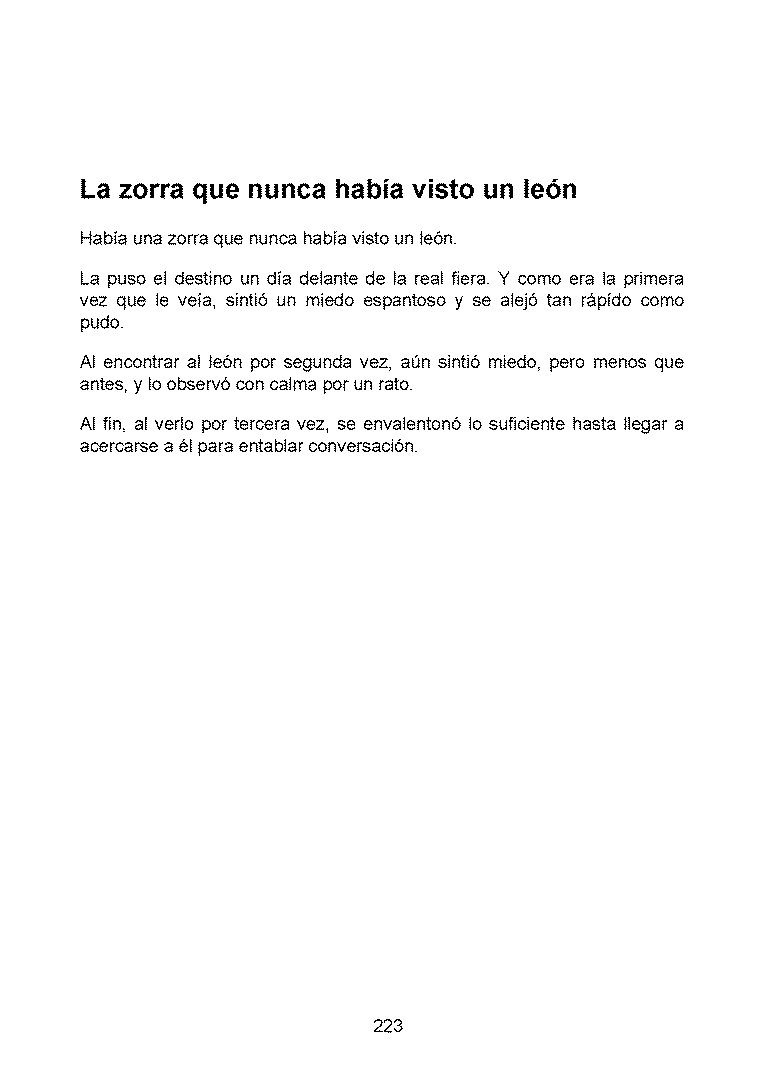 La zorra que nunca había visto un león
Había una zorra que nunca había visto un león.
La puso el destino un día delante de la real fiera. Y como era la primera
vez que le veía, sintió un miedo espantoso y se alejó tan rápído como
pudo.
Al encontrar al león por segunda vez, aún sintió miedo, pero menos que
antes, y lo observó con calma por un rato.
Al fin, al verlo por tercera vez, se envalentonó lo suficiente hasta llegar a
acercarse a él para entablar conversación.
223